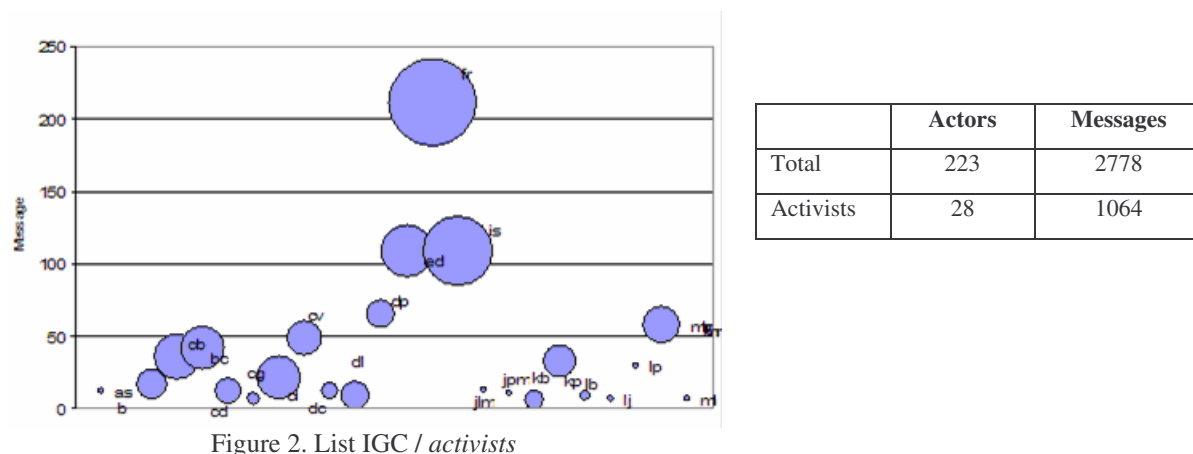 250
200
150
100
50
0
Message
fr
js
ed
dp
cv
cb
bc
cg
dl
as
b
cd
d
dc
jlm
jpm
kb
kp
lb
lj
lp
ml
Actors Messages
Total 223 2778
Activists 28 1064
Figure 2. List IGC / activists